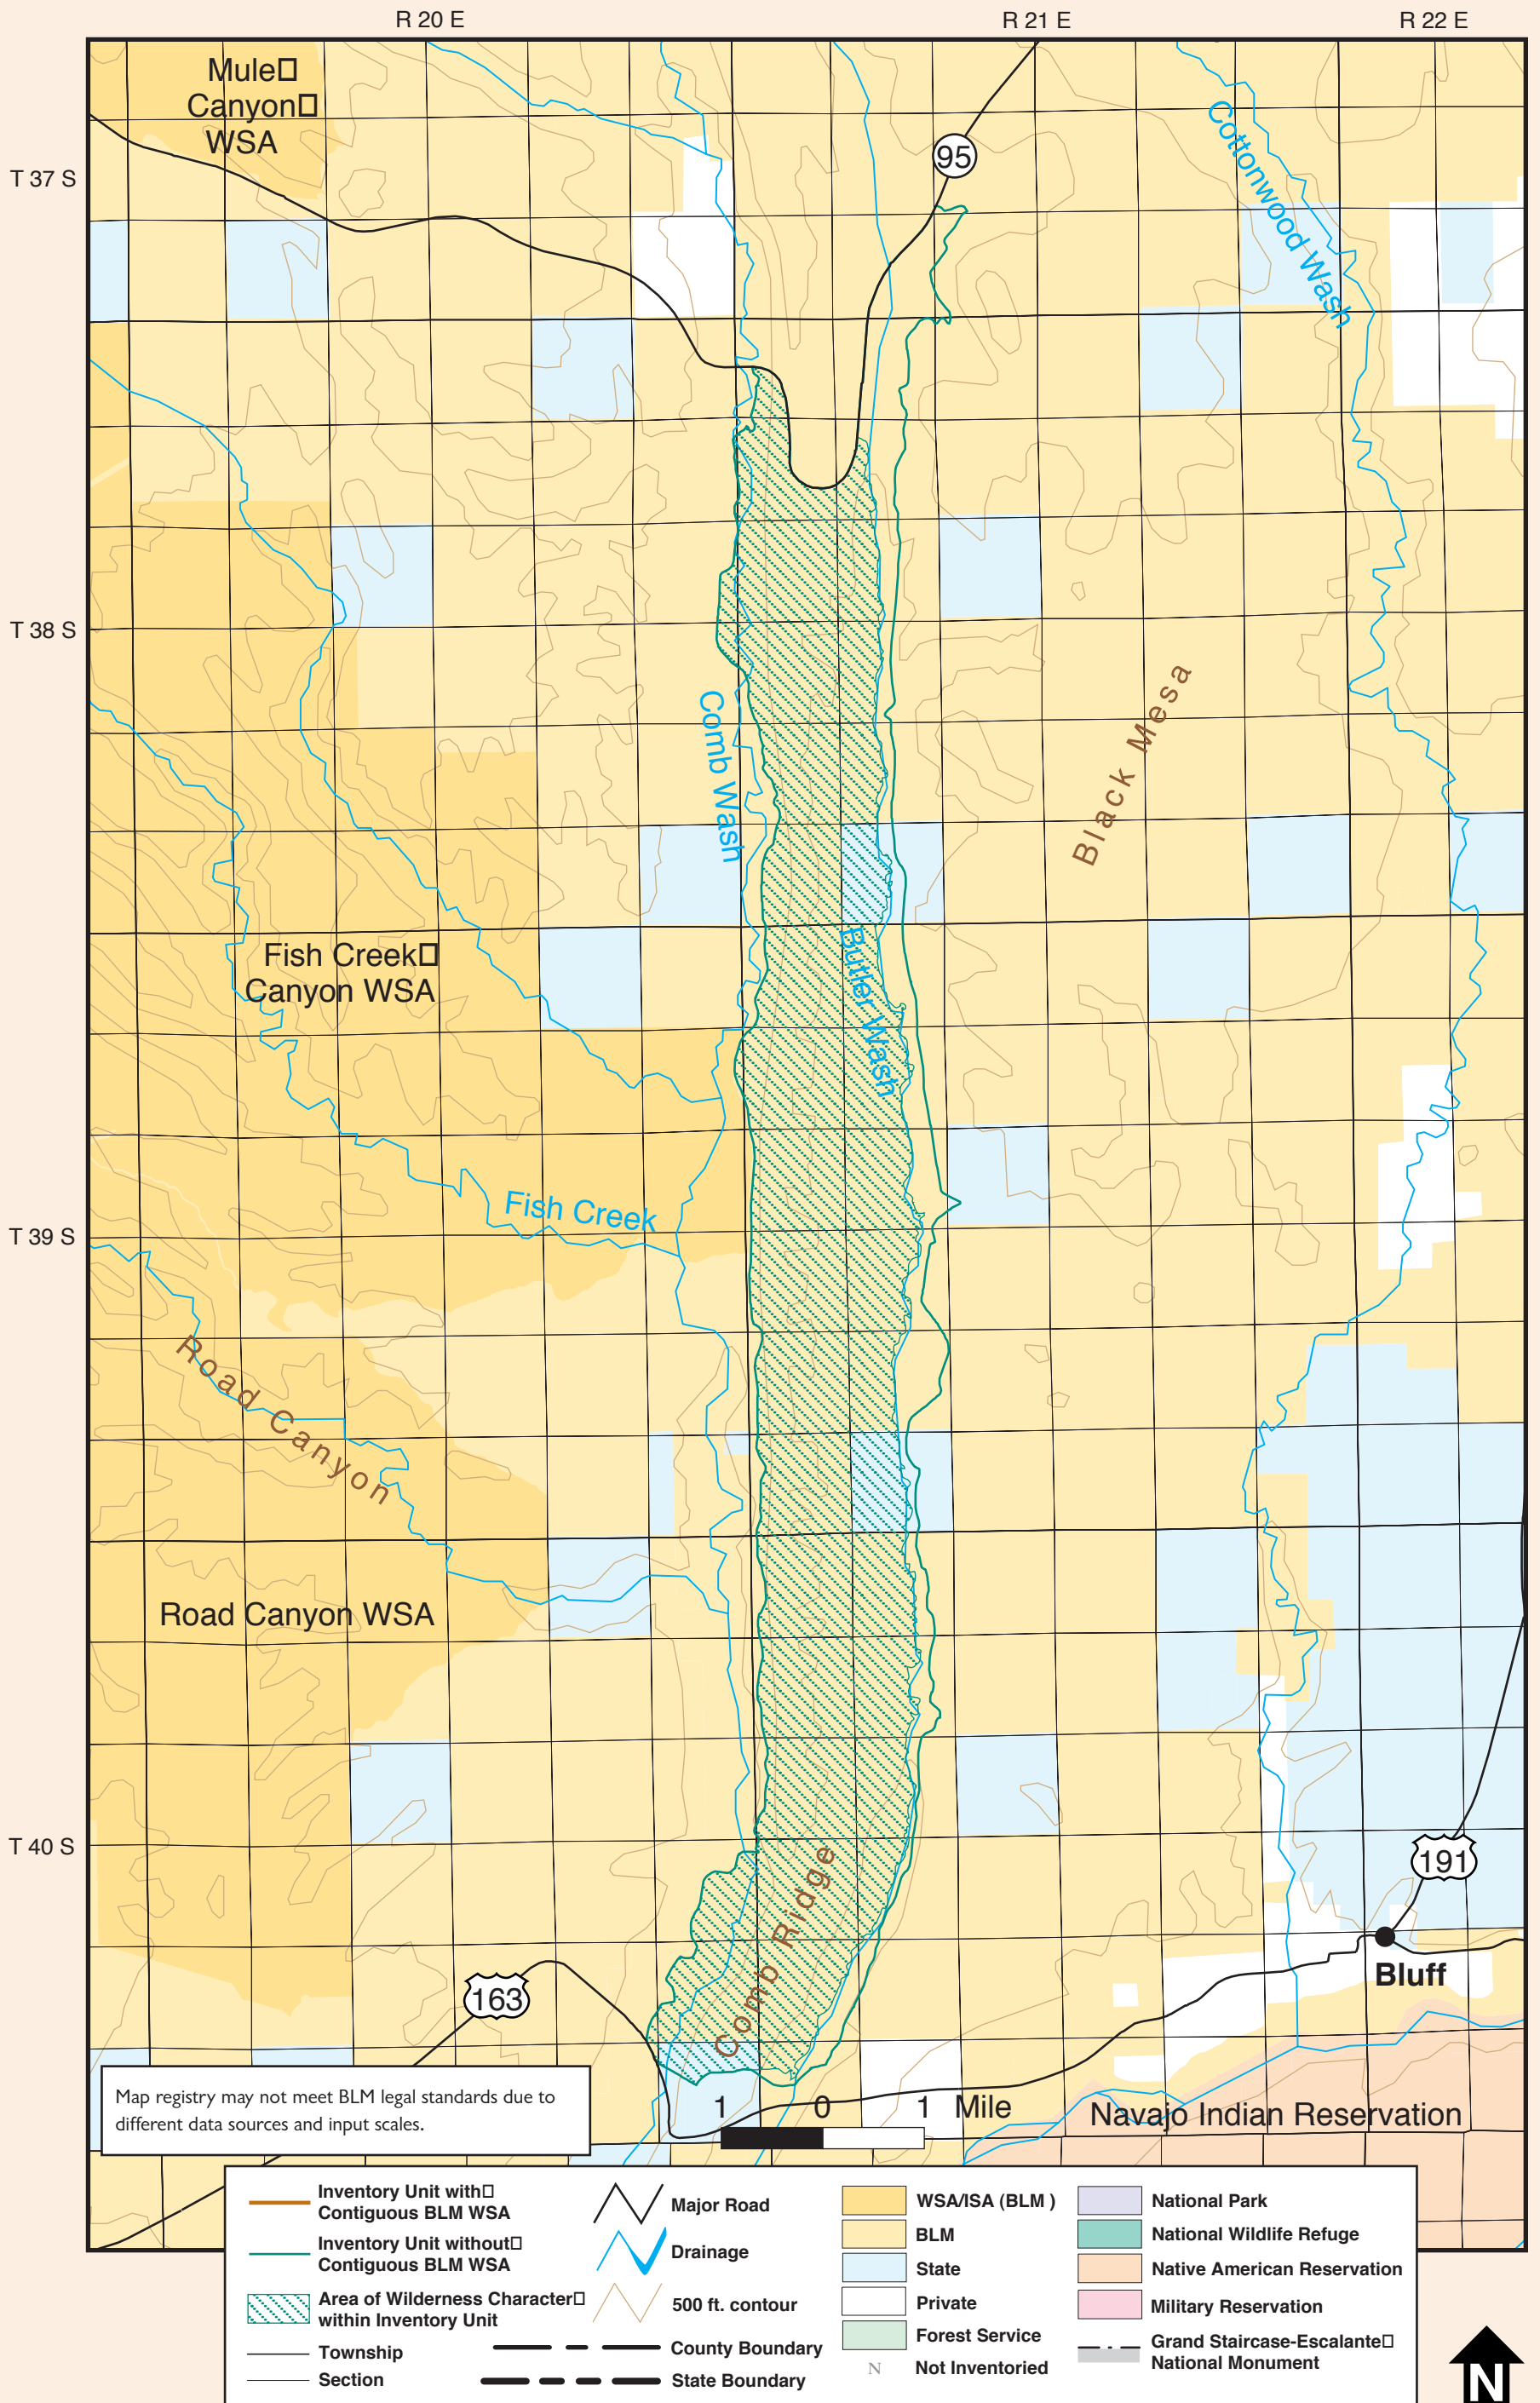 R 20 E
R 21 E
R 22 E
Mule
Canyon
WSA
T 37 S
95
Cottonwood Wash
T 38 S
Comb Wash
Black Mesa
Fish Creek
Canyon WSA
Butler Wash
Fish Creek
T 39 S
Road Canyon
Road Canyon WSA
T 40 S
Comb Ridge
191
Bluff
163
Map registry may not meet BLM legal standards due to
different data sources and input scales.
1 0 1 Mile
Navajo Indian Reservation
Inventory Unit with
Contiguous BLM WSA
Inventory Unit without
Contiguous BLM WSA
Area of Wilderness Character
within Inventory Unit
Township
Section
Major Road
Drainage
500 ft. contour
County Boundary
State Boundary
WSA/ISA (BLM )
BLM
State
Private
Forest Service
N Not Inventoried
National Park
National Wildlife Refuge
Native American Reservation
Military Reservation
Grand Staircase-Escalante
National Monument
N